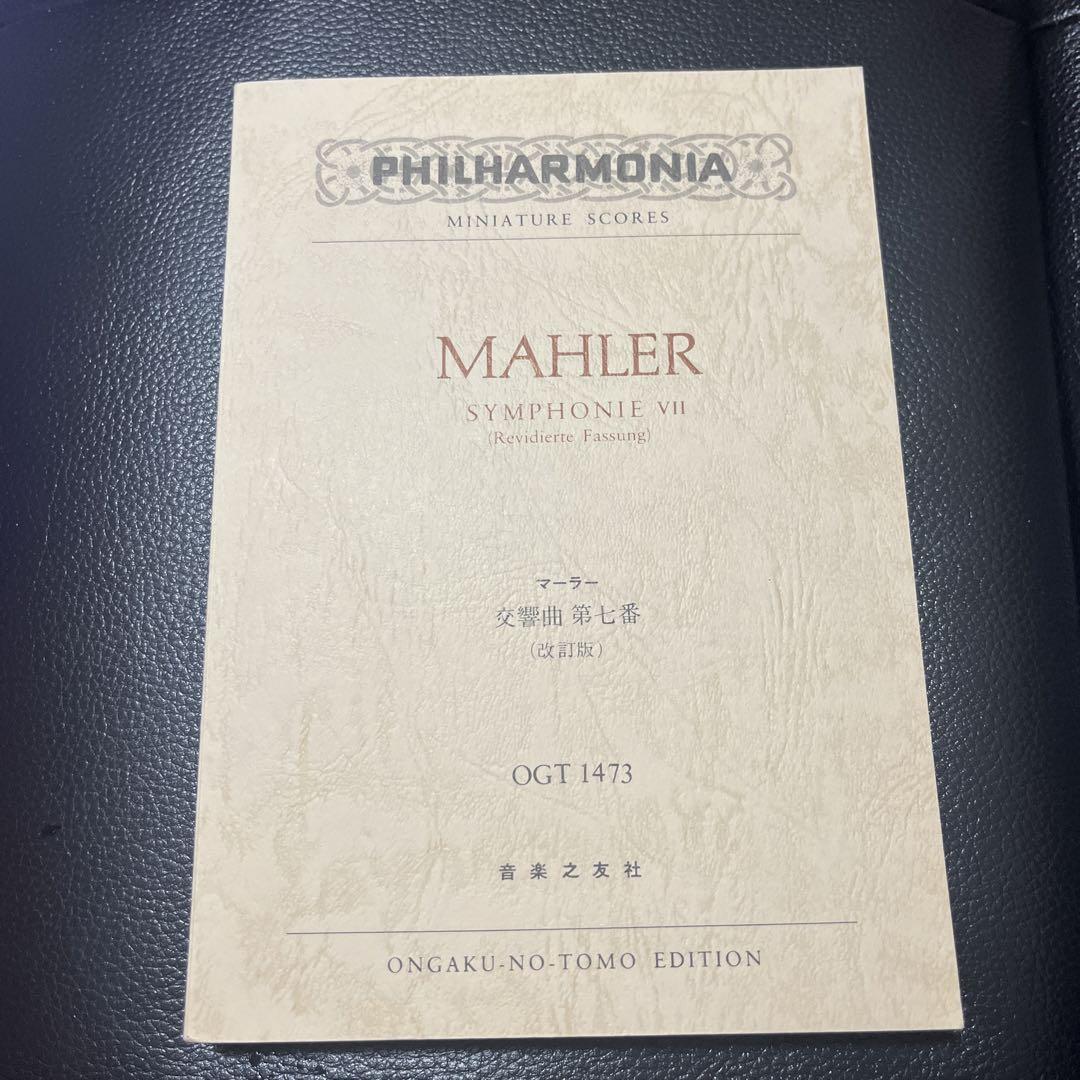 PHILHARMONIA
MINIATURE SCORES
MAHLER
SYMPHONIE VII
(Revidierte Fassung)
マーラー
交響曲 第七番
(改訂版)
OGT 1473
音楽之友社
ONGAKU-NO-TOMO EDITION